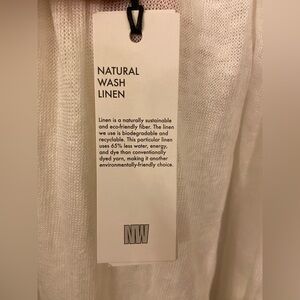 NATURAL
WASH
LINEN
Linen is a naturally sustainable
and eco-friendly fiber. The linen
we use is biodegradable and
recyclable. This particular linen
uses 65% less water, energy,
and dye than conventionally
dyed yarn, making it another
environmentally-friendly choice.
NW